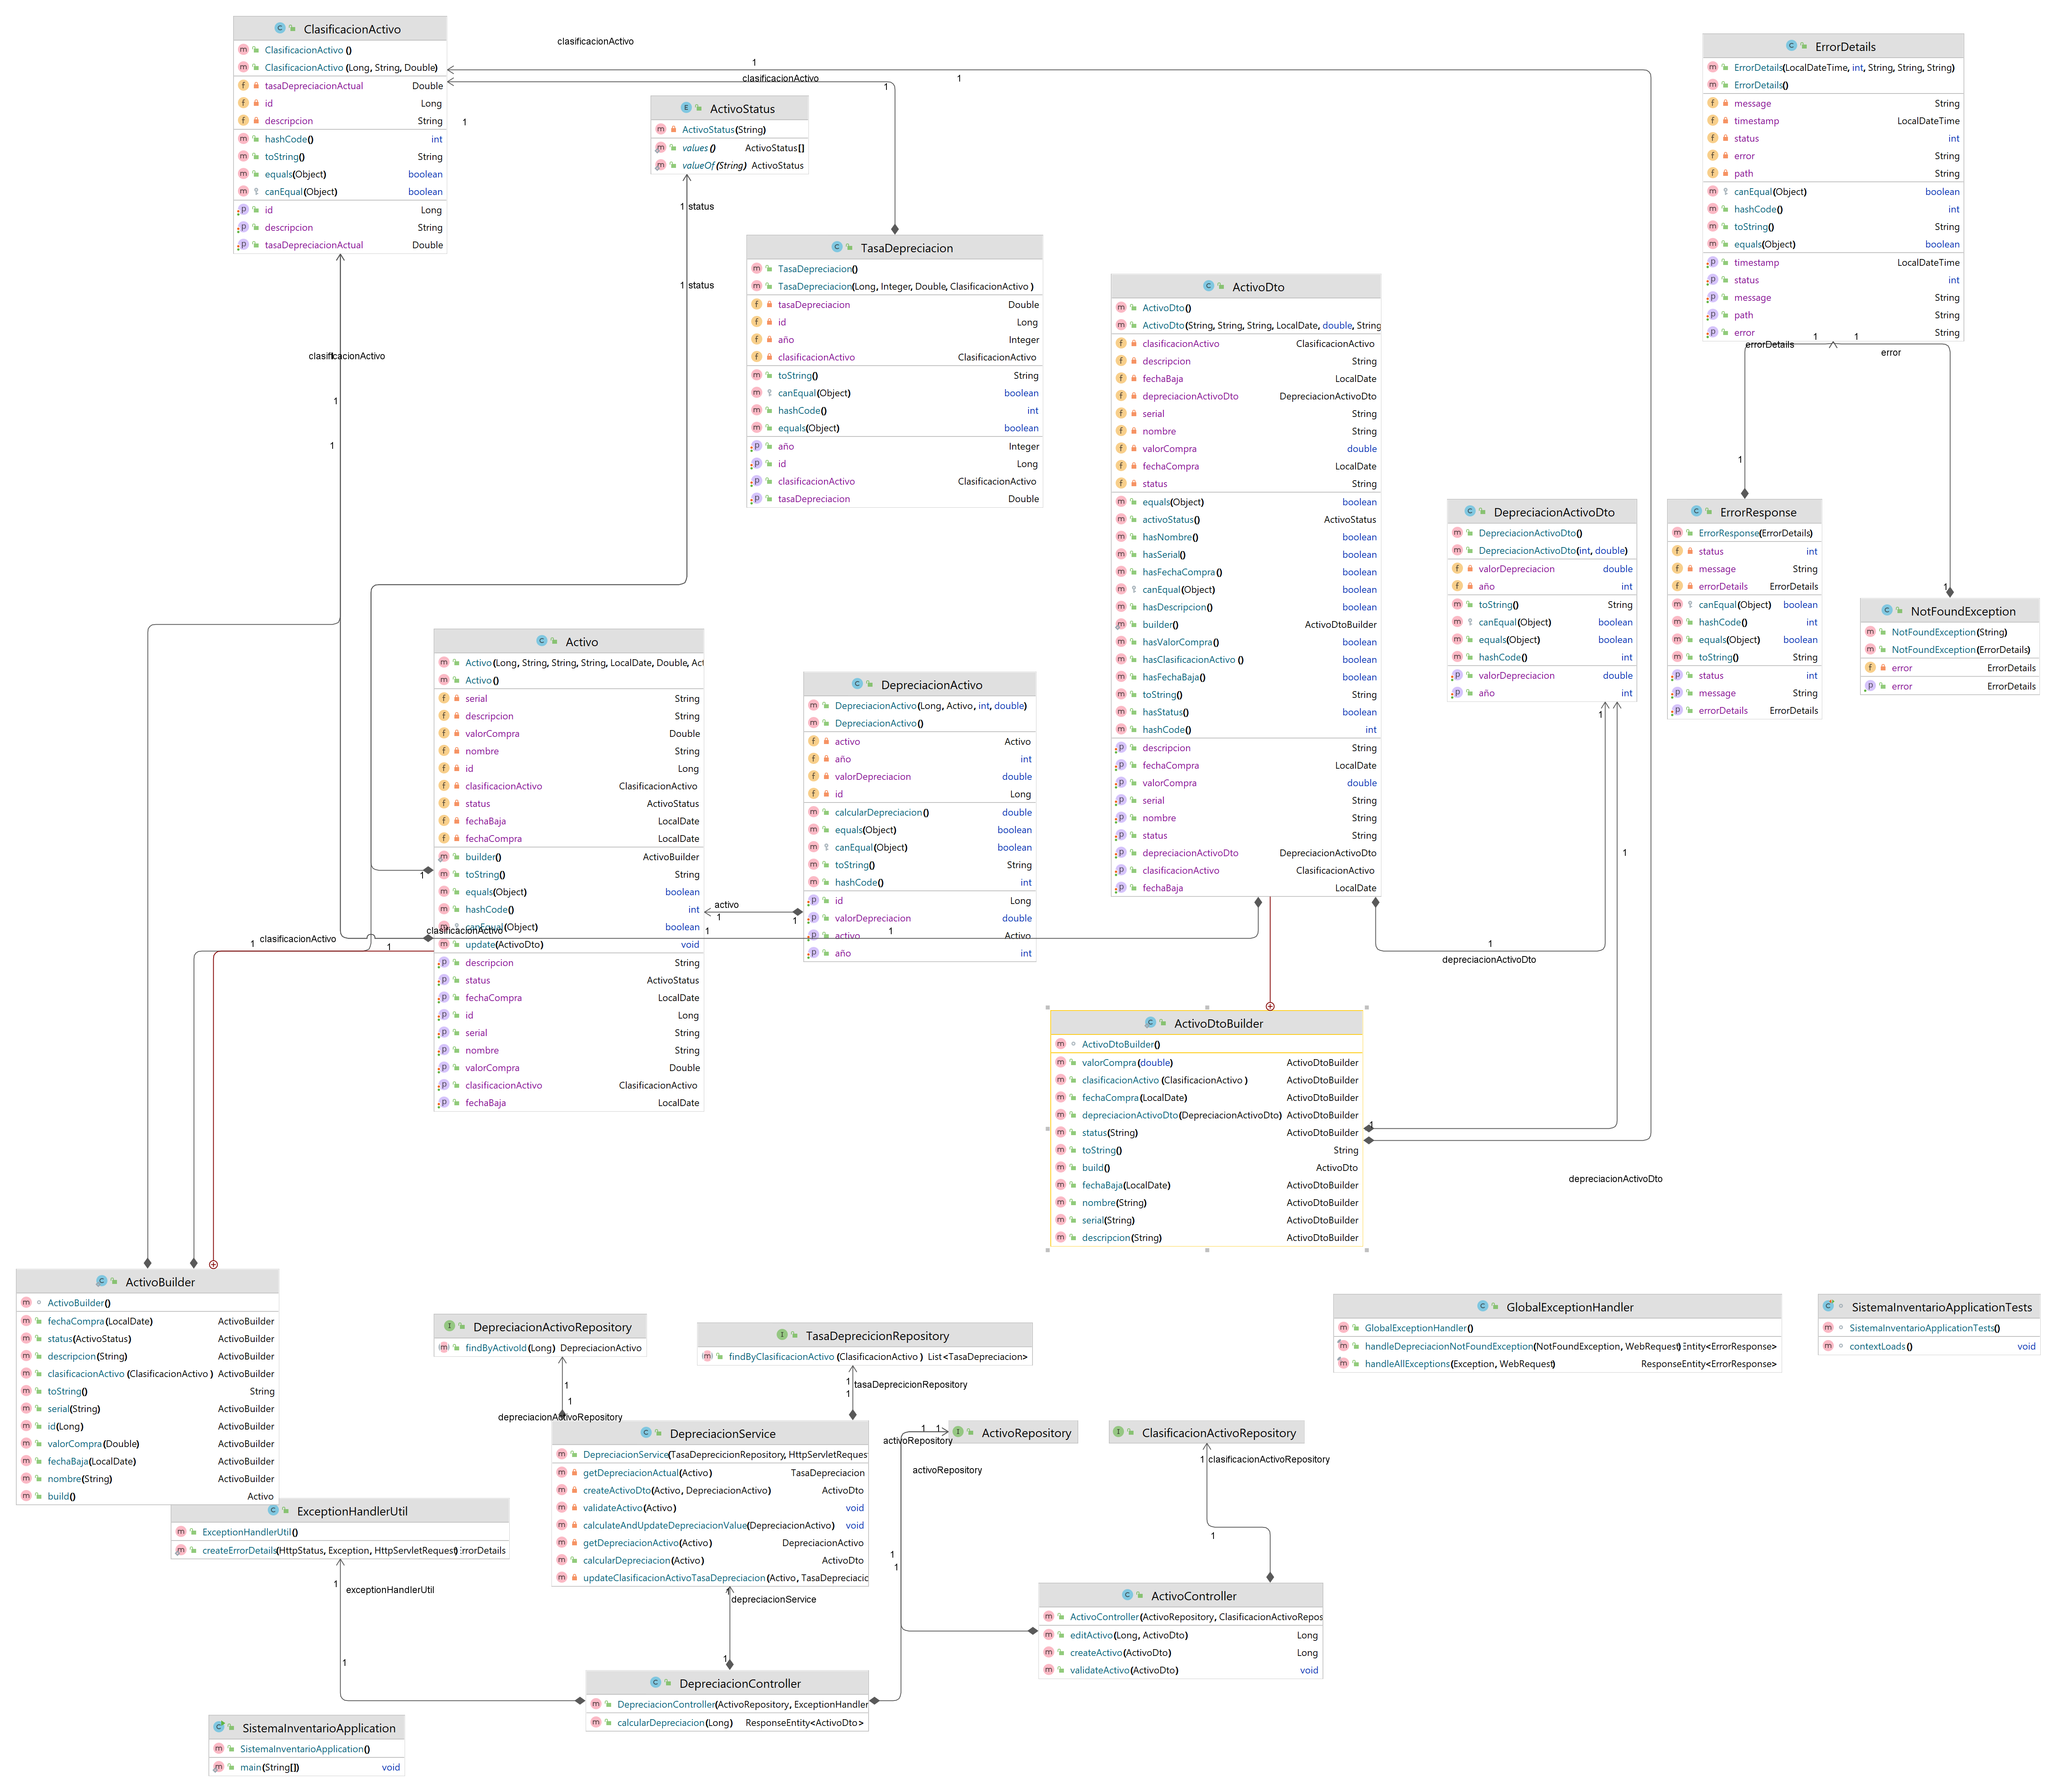 ClasificacionActivo
ClasificacionActivo ()
ClasificacionActivo (Long, String, Double)
tasaDepreciacionActual Double
id Long
descripcion String
hashCode() int
toString() String
equals(Object) boolean
canEqual(Object) boolean
id Long
descripcion String
tasaDepreciacionActual Double
clasificacionActivo
1
clasificacionActivo
1
1
1
ActivoStatus
ActivoStatus(String)
values () ActivoStatus[]
valueOf(String) ActivoStatus
1 status
1 status
TasaDepreciacion
TasaDepreciacion()
TasaDepreciacion(Long, Integer, Double, ClasificacionActivo )
tasaDepreciacion Double
id Long
año Integer
clasificacionActivo ClasificacionActivo
toString() String
canEqual(Object) boolean
hashCode() int
equals(Object) boolean
año Integer
id Long
clasificacionActivo ClasificacionActivo
tasaDepreciacion Double
ActivoDto
ActivoDto()
ActivoDto(String, String, String, LocalDate, double, String
clasificacionActivo ClasificacionActivo
descripcion String
fechaBaja LocalDate
depreciacionActivoDto DepreciacionActivoDto
serial String
nombre String
valorCompra double
fechaCompra LocalDate
status String
equals(Object) boolean
activoStatus() ActivoStatus
hasNombre() boolean
hasSerial() boolean
hasFechaCompra() boolean
canEqual(Object) boolean
hasDescripcion() boolean
builder() ActivoDtoBuilder
hasValorCompra() boolean
hasClasificacionActivo () boolean
hasFechaBaja() boolean
toString() String
hasStatus() boolean
hashCode() int
descripcion String
fechaCompra LocalDate
valorCompra double
serial String
nombre String
status String
depreciacionActivoDto DepreciacionActivoDto
clasificacionActivo ClasificacionActivo
fechaBaja LocalDate
ErrorDetails
ErrorDetails(LocalDateTime, int, String, String, String)
ErrorDetails()
message String
timestamp LocalDateTime
status int
error String
path String
canEqual(Object) boolean
hashCode() int
toString() String
equals(Object) boolean
timestamp LocalDateTime
status int
message String
path String
error String
1 1
errorDetails
error
1
1
DepreciacionActivoDto
DepreciacionActivoDto()
DepreciacionActivoDto(int, double)
valorDepreciacion double
año int
toString() String
canEqual(Object) boolean
equals(Object) boolean
hashCode() int
valorDepreciacion double
año int
1
1
ErrorResponse
ErrorResponse(ErrorDetails)
status int
message String
errorDetails ErrorDetails
canEqual(Object) boolean
hashCode() int
equals(Object) boolean
toString() String
status int
message String
errorDetails ErrorDetails
NotFoundException
NotFoundException(String)
NotFoundException(ErrorDetails)
error ErrorDetails
error ErrorDetails
clasificacionActivo
1
1
1
Activo
Activo(Long, String, String, String, LocalDate, Double, Act
Activo()
serial String
descripcion String
valorCompra Double
nombre String
id Long
clasificacionActivo ClasificacionActivo
status ActivoStatus
fechaBaja LocalDate
fechaCompra LocalDate
builder() ActivoBuilder
toString() String
equals(Object) boolean
hashCode() int
canEqual(Object) boolean
update(ActivoDto) void
descripcion String
status ActivoStatus
fechaCompra LocalDate
id Long
serial String
nombre String
valorCompra Double
clasificacionActivo ClasificacionActivo
fechaBaja LocalDate
1
clasificacionActivo
clasificacionActivo
1
1
1
1
activo
1
1
DepreciacionActivo
DepreciacionActivo(Long, Activo, int, double)
DepreciacionActivo()
activo Activo
año int
valorDepreciacion double
id Long
calcularDepreciacion() double
equals(Object) boolean
canEqual(Object) boolean
toString() String
hashCode() int
id Long
valorDepreciacion double
activo Activo
año int
1
depreciacionActivoDto
ActivoDtoBuilder
ActivoDtoBuilder()
valorCompra(double) ActivoDtoBuilder
clasificacionActivo (ClasificacionActivo ) ActivoDtoBuilder
fechaCompra(LocalDate) ActivoDtoBuilder
depreciacionActivoDto(DepreciacionActivoDto) ActivoDtoBuilder
status(String) ActivoDtoBuilder
toString() String
build() ActivoDto
fechaBaja(LocalDate) ActivoDtoBuilder
nombre(String) ActivoDtoBuilder
serial(String) ActivoDtoBuilder
descripcion(String) ActivoDtoBuilder
1
depreciacionActivoDto
ActivoBuilder
ActivoBuilder()
fechaCompra(LocalDate) ActivoBuilder
status(ActivoStatus) ActivoBuilder
descripcion(String) ActivoBuilder
clasificacionActivo (ClasificacionActivo ) ActivoBuilder
toString() String
serial(String) ActivoBuilder
id(Long) ActivoBuilder
valorCompra(Double) ActivoBuilder
fechaBaja(LocalDate) ActivoBuilder
nombre(String) ActivoBuilder
build() Activo
DepreciacionActivoRepository
findByActivoId(Long) DepreciacionActivo
1
1
depreciacionActivoRepository
TasaDeprecicionRepository
findByClasificacionActivo (ClasificacionActivo ) List<TasaDepreciacion>
1
tasaDeprecicionRepository
1
GlobalExceptionHandler
GlobalExceptionHandler()
handleDepreciacionNotFoundException(NotFoundException, WebRequest) Entity<ErrorResponse>
handleAllExceptions(Exception, WebRequest) ResponseEntity<ErrorResponse>
SistemaInventarioApplicationTests
SistemaInventarioApplicationTests()
contextLoads() void
DepreciacionService
DepreciacionService(TasaDeprecicionRepository, HttpServletReques
getDepreciacionActual(Activo) TasaDepreciacion
createActivoDto(Activo, DepreciacionActivo) ActivoDto
validateActivo(Activo) void
calculateAndUpdateDepreciacionValue(DepreciacionActivo) void
getDepreciacionActivo(Activo) DepreciacionActivo
calcularDepreciacion(Activo) ActivoDto
updateClasificacionActivoTasaDepreciacion(Activo, TasaDepreciacic
1
depreciacionService
1
1 1
activoRepository
activoRepository
1
1
ActivoRepository
ClasificacionActivoRepository
1 clasificacionActivoRepository
1
ExceptionHandlerUtil
ExceptionHandlerUtil()
createErrorDetails(HttpStatus, Exception, HttpServletRequest) ErrorDetails
1
exceptionHandlerUtil
1
ActivoController
ActivoController(ActivoRepository, ClasificacionActivoRepos
editActivo(Long, ActivoDto) Long
createActivo(ActivoDto) Long
validateActivo(ActivoDto) void
DepreciacionController
DepreciacionController(ActivoRepository, ExceptionHandler
calcularDepreciacion(Long) ResponseEntity<ActivoDto>
SistemaInventarioApplication
SistemaInventarioApplication()
main(String[]) void